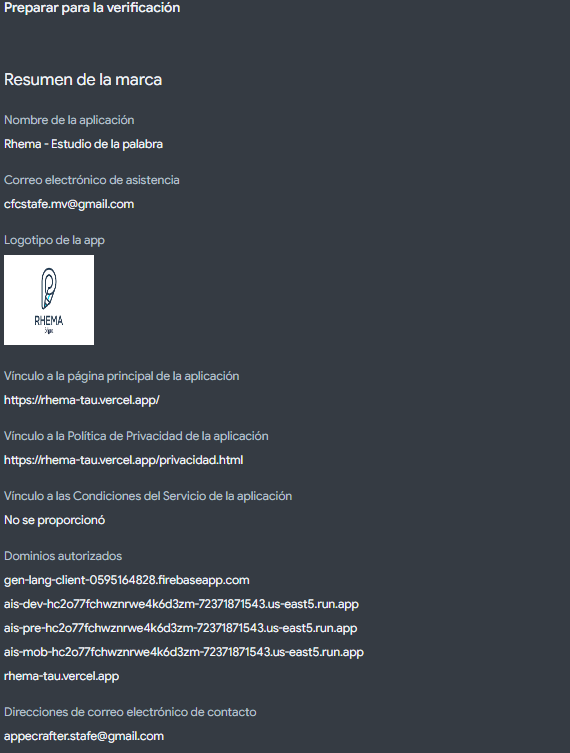 Preparar para la verificación
Resumen de la marca
Nombre de la aplicación
Rhema - Estudio de la palabra
Correo electrónico de asistencia
cfcstafe.mv@gmail.com
Logotipo de la app
RHEMA
Vínculo a la página principal de la aplicación
https://rhema-tau.vercel.app/
Vínculo a la Política de Privacidad de la aplicación
https://rhema-tau.vercel.app/privacidad.html
Vínculo a las Condiciones del Servicio de la aplicación
No se proporcionó
Dominios autorizados
gen-lang-client-0595164828.firebaseapp.com
ais-dev-hc2o77fchwznrwe4k6d3zm-72371871543.us-east5.run.app
ais-pre-hc2o77fchwznrwe4k6d3zm-72371871543.us-east5.run.app
ais-mob-hc2o77fchwznrwe4k6d3zm-72371871543.us-east5.run.app
rhema-tau.vercel.app
Direcciones de correo electrónico de contacto
appecrafter.stafe@gmail.com